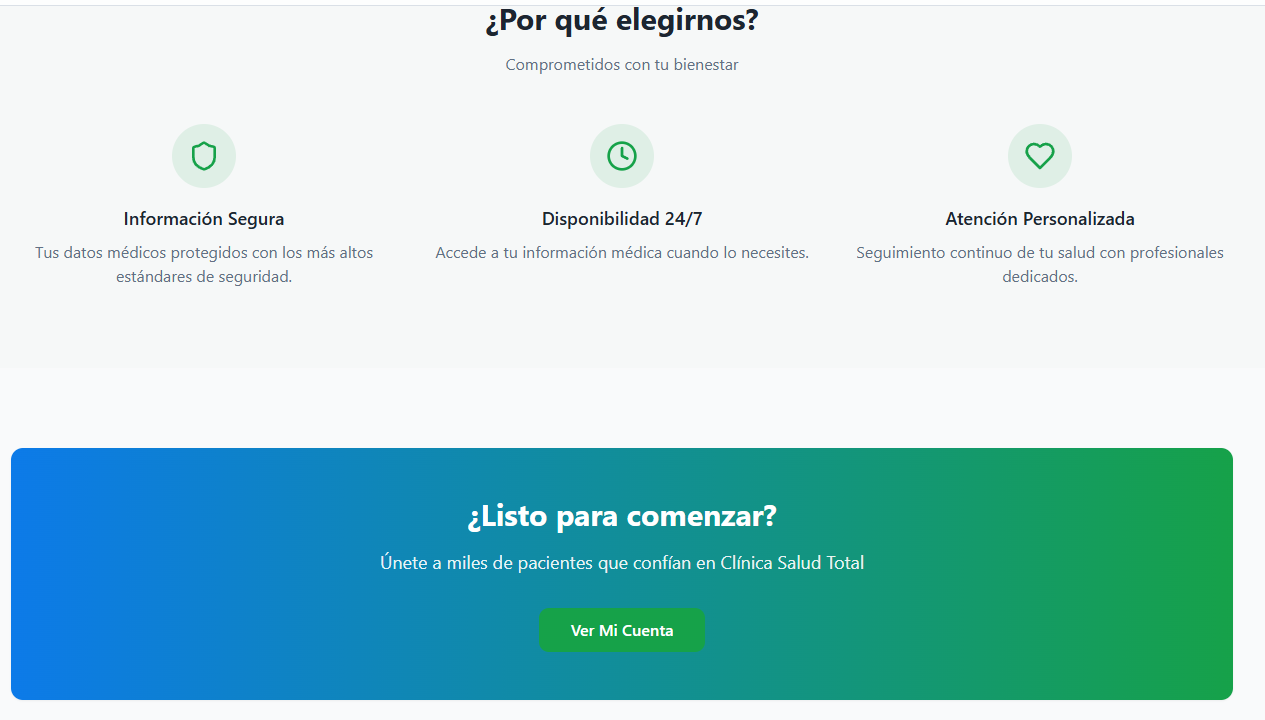 ¿Por qué elegirnos?
Comprometidos con tu bienestar
Información Segura
Tus datos médicos protegidos con los más altos
estándares de seguridad.
Disponibilidad 24/7
Accede a tu información médica cuando lo necesites.
Atención Personalizada
Seguimiento continuo de tu salud con profesionales
dedicados.
¿Listo para comenzar?
Únete a miles de pacientes que confían en Clínica Salud Total
Ver Mi Cuenta